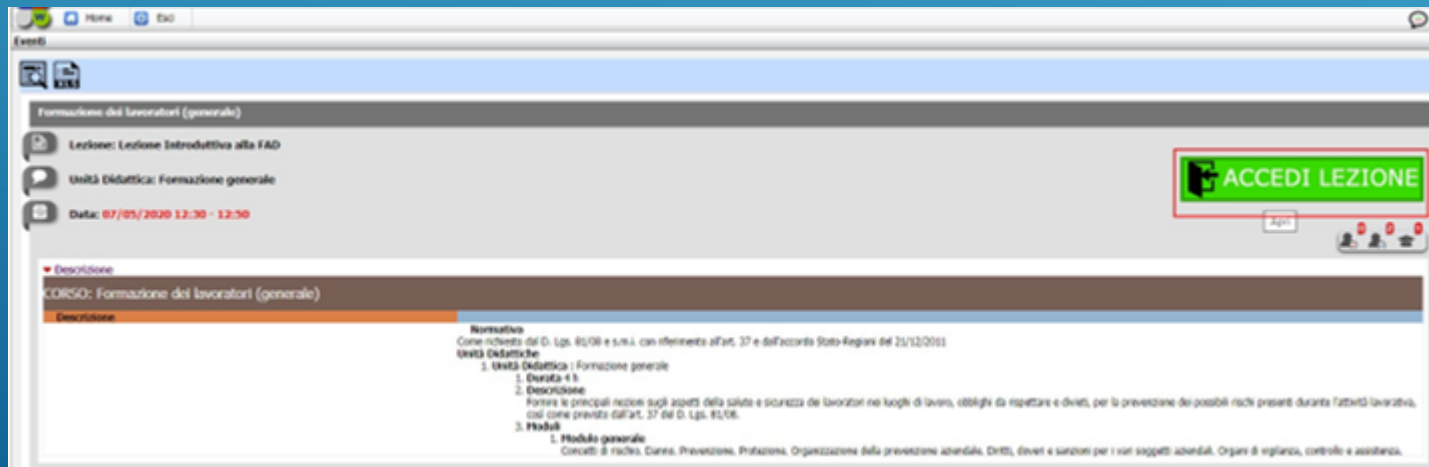 Home Esci
Eventi
XLS
Formazione dei lavoratori (generale)
Lezione: Lezione Introduttiva alla FAD
Unità Didattica: Formazione generale
Data: 07/05/2020 12:30 - 12:50
ACCEDI LEZIONE
Apri
Descrizione
CORSO: Formazione dei lavoratori (generale)
Descrizione
Normativa
Come richiesto dal D. Lgs. 81/08 e s.m.i. con riferimento all'art. 37 e dall'accordo Stato-Regioni del 21/12/2011
Unità Didattiche
1. Unità Didattica : Formazione generale
1. Durata 4 h
2. Descrizione
Fornire le principali nozioni sugli aspetti della salute e sicurezza dei lavoratori nei luoghi di lavoro, obblighi da rispettare e divieti, per la prevenzione dei possibili rischi presenti durante l'attività lavorativa,
così come previsto dall'art. 37 del D. Lgs. 81/08.
3. Moduli
1. Modulo generale
Concetti di rischio. Danno. Prevenzione. Protezione. Organizzazione della prevenzione aziendale. Diritti, doveri e sanzioni per i vari soggetti aziendali. Organi di vigilanza, controllo e assistenza.